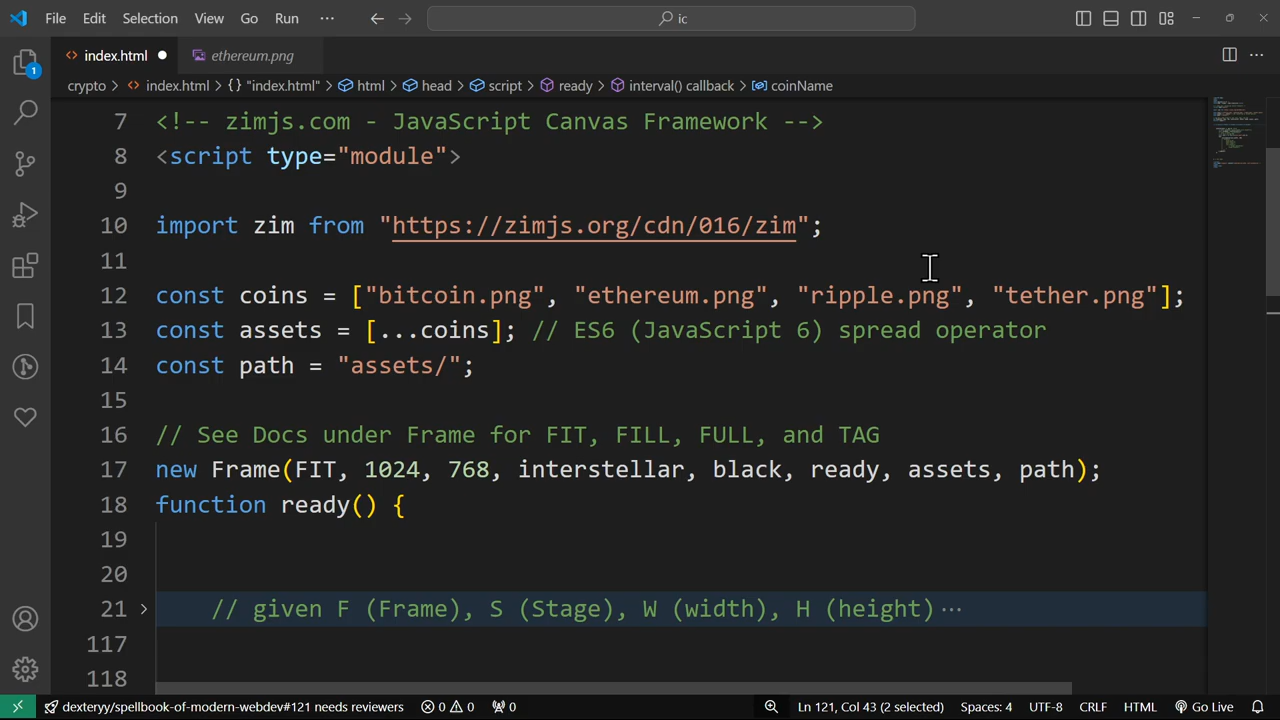 File Edit Selection View Go Run ··· ic
index.html ethereum.png
crypto > index.html > {} "index.html" > html > head > script > ready > interval() callback > coinName
7 <!-- zimjs.com - JavaScript Canvas Framework -->
8 <script type="module">
9
10 import zim from "https://zimjs.org/cdn/016/zim";
11
12 const coins = ["bitcoin.png", "ethereum.png", "ripple.png", "tether.png"];
13 const assets = [...coins]; // ES6 (JavaScript 6) spread operator
14 const path = "assets/";
15
16 // See Docs under Frame for FIT, FILL, FULL, and TAG
17 new Frame(FIT, 1024, 768, interstellar, black, ready, assets, path);
18 function ready() {
19
20
21 // given F (Frame), S (Stage), W (width), H (height)···
117
118
1
dexteryy/spellbook-of-modern-webdev#121 needs reviewers 0 0 0 Ln 121, Col 43 (2 selected) Spaces: 4 UTF-8 CRLF HTML Go Live